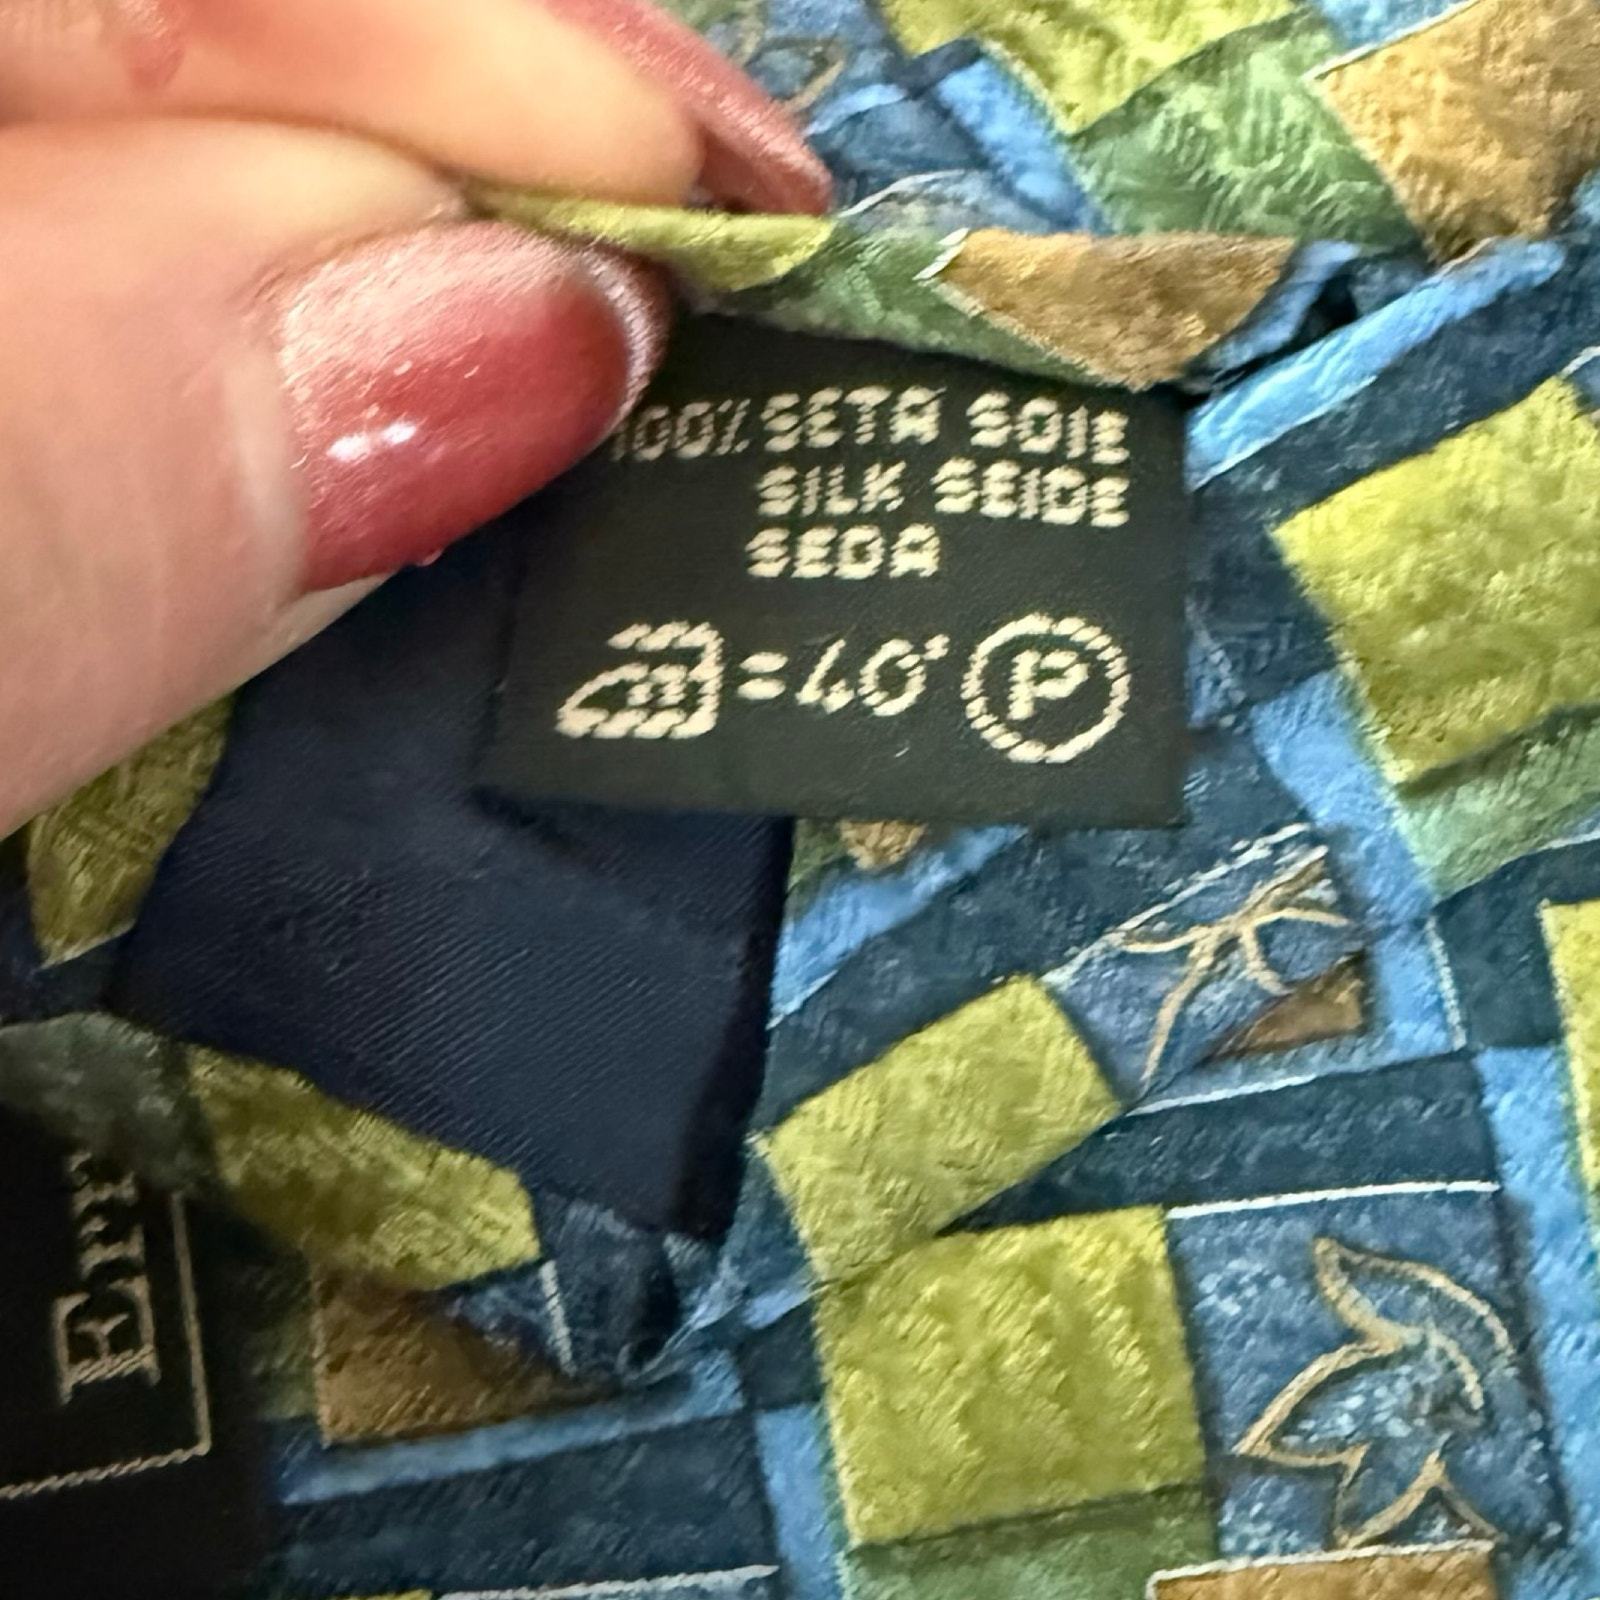 100% SETA SOIE
SILK SEIDE
SEDA
=40° P